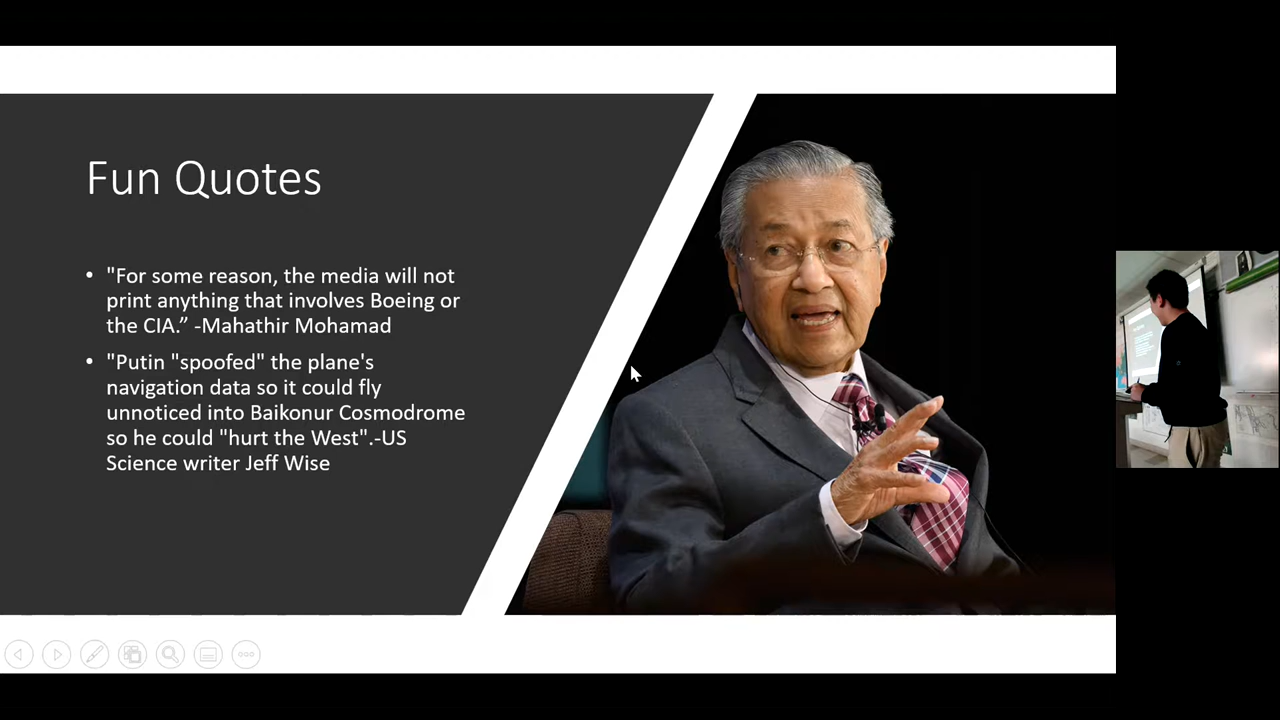 Fun Quotes
• "For some reason, the media will not
print anything that involves Boeing or
the CIA.” -Mahathir Mohamad
• "Putin "spoofed" the plane's
navigation data so it could fly
unnoticed into Baikonur Cosmodrome
so he could "hurt the West".-US
Science writer Jeff Wise